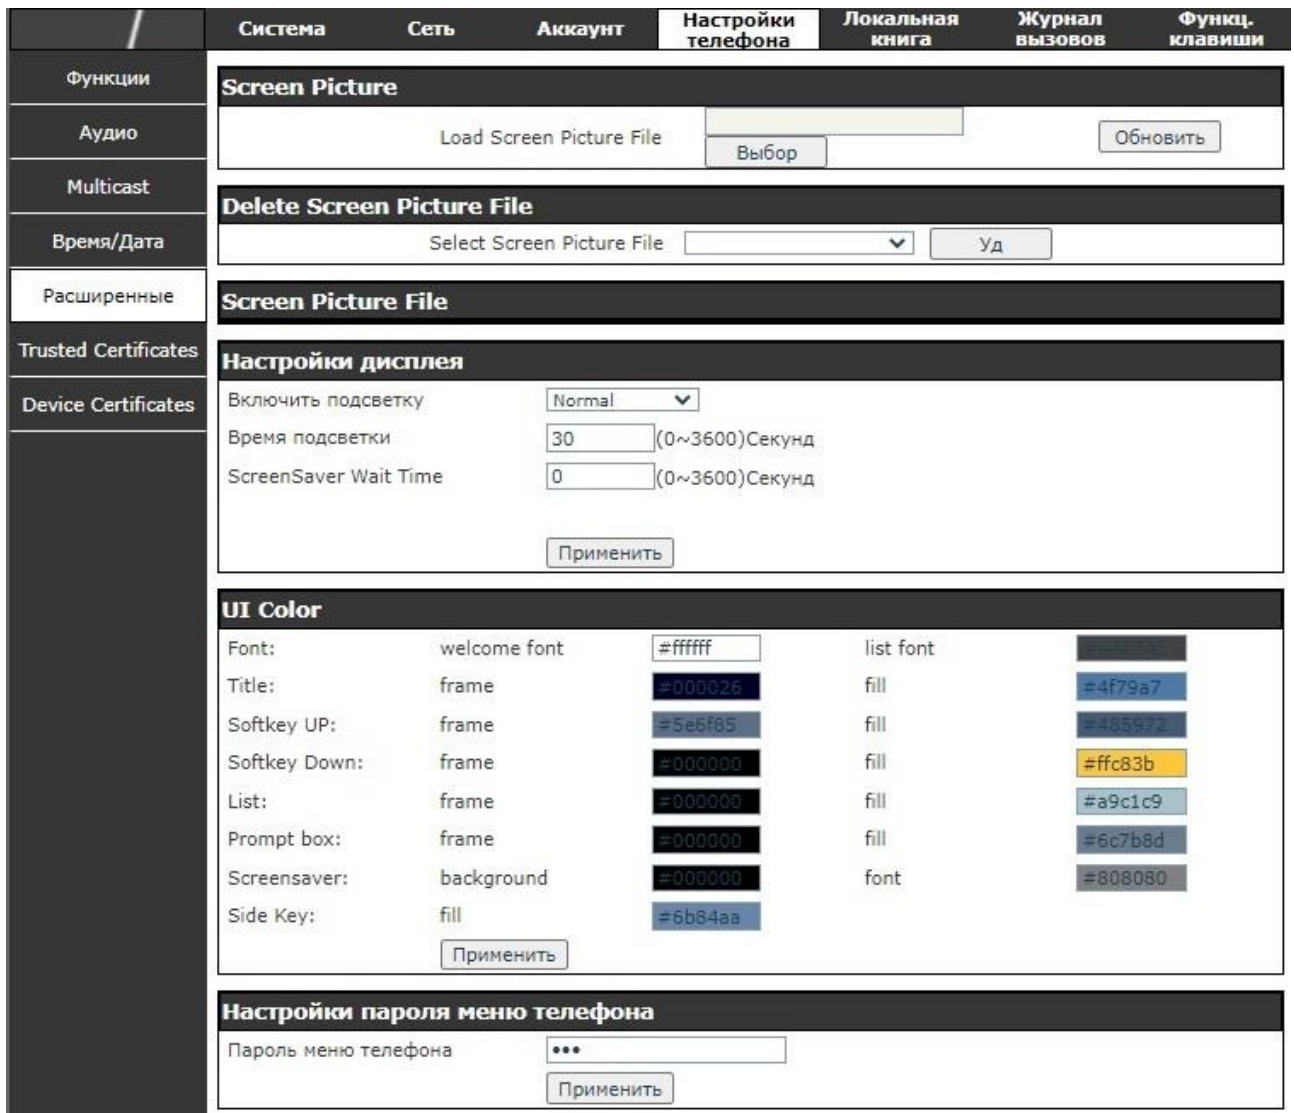 Система Сеть Аккаунт Настройки телефона Локальная книга Журнал вызовов Функц. клавиши
Функции
Аудио
Multicast
Время/Дата
Расширенные
Trusted Certificates
Device Certificates
Screen Picture
Load Screen Picture File Выбор Обновить
Delete Screen Picture File
Select Screen Picture File Уд
Screen Picture File
Настройки дисплея
Включить подсветку Normal
Время подсветки 30 (0~3600)Секунд
ScreenSaver Wait Time 0 (0~3600)Секунд
Применить
UI Color
Font: welcome font #ffffff list font
Title: frame #000026 fill #4f79a7
Softkey UP: frame #5e6f85 fill #485972
Softkey Down: frame #000000 fill #ffc83b
List: frame #000000 fill #a9c1c9
Prompt box: frame #000000 fill #6c7b8d
Screensaver: background #000000 font #808080
Side Key: fill #6b84aa
Применить
Настройки пароля меню телефона
Пароль меню телефона •••
Применить